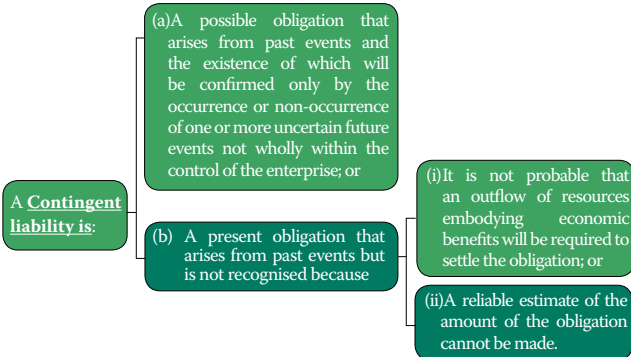 (a)A possible obligation that
arises from past events and
the existence of which will
be confirmed only by the
occurrence or non-occurrence
of one or more uncertain future
events not wholly within the
control of the enterprise; or
A Contingent
liability is:
(b) A present obligation that
arises from past events but
is not recognised because
(i)It is not probable that
an outflow of resources
embodying economic
benefits will be required to
settle the obligation; or
(ii)A reliable estimate of the
amount of the obligation
cannot be made.